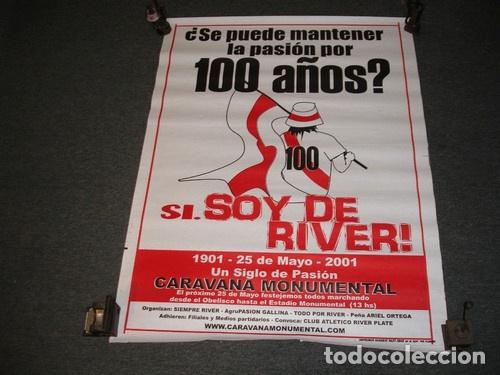 ¿Se puede mantener
la pasión por
100 años?
100
SI. SOY DE
RIVER!
1901 - 25 de Mayo - 2001
Un Siglo de Pasión
CARAVANA MONUMENTAL
El próximo 25 de Mayo festejemos todos marchando
desde el Obelisco hasta el Estadio Monumental (13 hs)
Organizan: SIEMPRE RIVER - AgruPASION GALLINA - TODO POR RIVER - Peña ARIEL ORTEGA
Adhieren: Filiales y Medios partidarios - Convoca: CLUB ATLETICO RIVER PLATE
WWW.CARAVANAMONUMENTAL.COM
todocoleccion